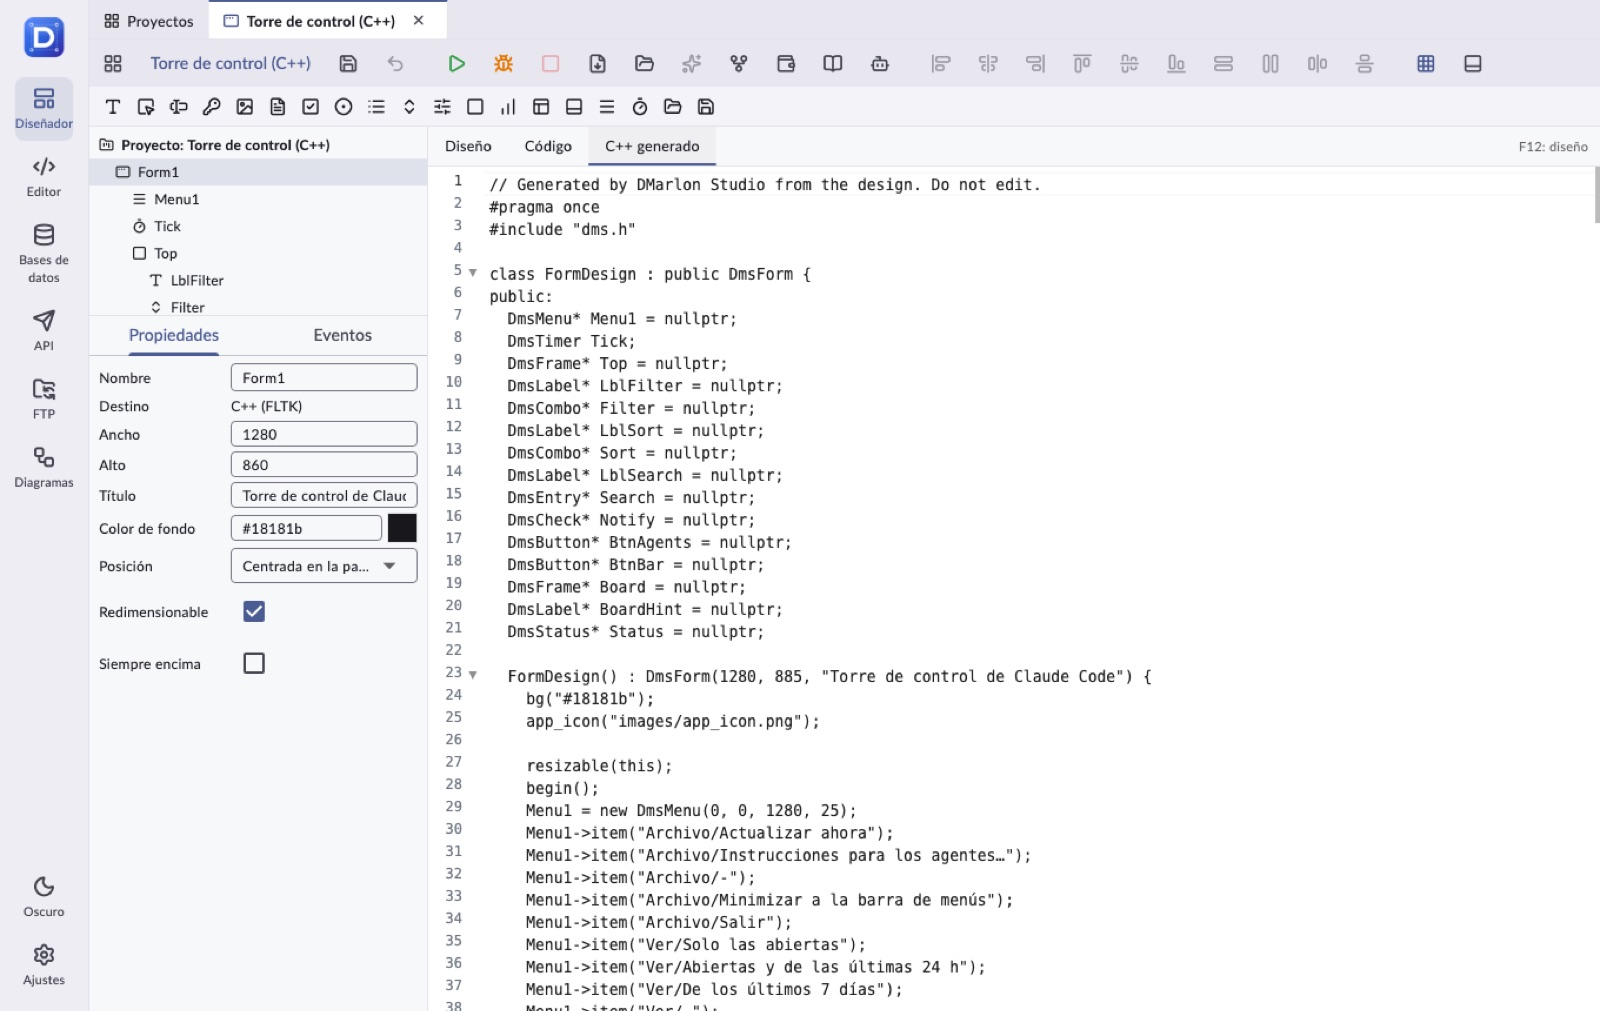 D
Diseñador
Editor
Bases de
datos
API
FTP
Diagramas
Oscuro
Ajustes
Proyectos
Torre de control (C++) ✕
Torre de control (C++)
Proyecto: Torre de control (C++)
Form1
Menu1
Tick
Top
LblFilter
Filter
Propiedades Eventos
Nombre Form1
Destino C++ (FLTK)
Ancho 1280
Alto 860
Título Torre de control de Clauc
Color de fondo #18181b
Posición Centrada en la pa...
Redimensionable
Siempre encima
Diseño Código C++ generado F12: diseño
1 // Generated by DMarlon Studio from the design. Do not edit.
2 #pragma once
3 #include "dms.h"
4
5 class FormDesign : public DmsForm {
6 public:
7 DmsMenu* Menu1 = nullptr;
8 DmsTimer Tick;
9 DmsFrame* Top = nullptr;
10 DmsLabel* LblFilter = nullptr;
11 DmsCombo* Filter = nullptr;
12 DmsLabel* LblSort = nullptr;
13 DmsCombo* Sort = nullptr;
14 DmsLabel* LblSearch = nullptr;
15 DmsEntry* Search = nullptr;
16 DmsCheck* Notify = nullptr;
17 DmsButton* BtnAgents = nullptr;
18 DmsButton* BtnBar = nullptr;
19 DmsFrame* Board = nullptr;
20 DmsLabel* BoardHint = nullptr;
21 DmsStatus* Status = nullptr;
22
23 FormDesign() : DmsForm(1280, 885, "Torre de control de Claude Code") {
24 bg("#18181b");
25 app_icon("images/app_icon.png");
26
27 resizable(this);
28 begin();
29 Menu1 = new DmsMenu(0, 0, 1280, 25);
30 Menu1->item("Archivo/Actualizar ahora");
31 Menu1->item("Archivo/Instrucciones para los agentes…");
32 Menu1->item("Archivo/-");
33 Menu1->item("Archivo/Minimizar a la barra de menús");
34 Menu1->item("Archivo/Salir");
35 Menu1->item("Ver/Solo las abiertas");
36 Menu1->item("Ver/Abiertas y de las últimas 24 h");
37 Menu1->item("Ver/De los últimos 7 días");
38 Menu1->item("Ver/-");